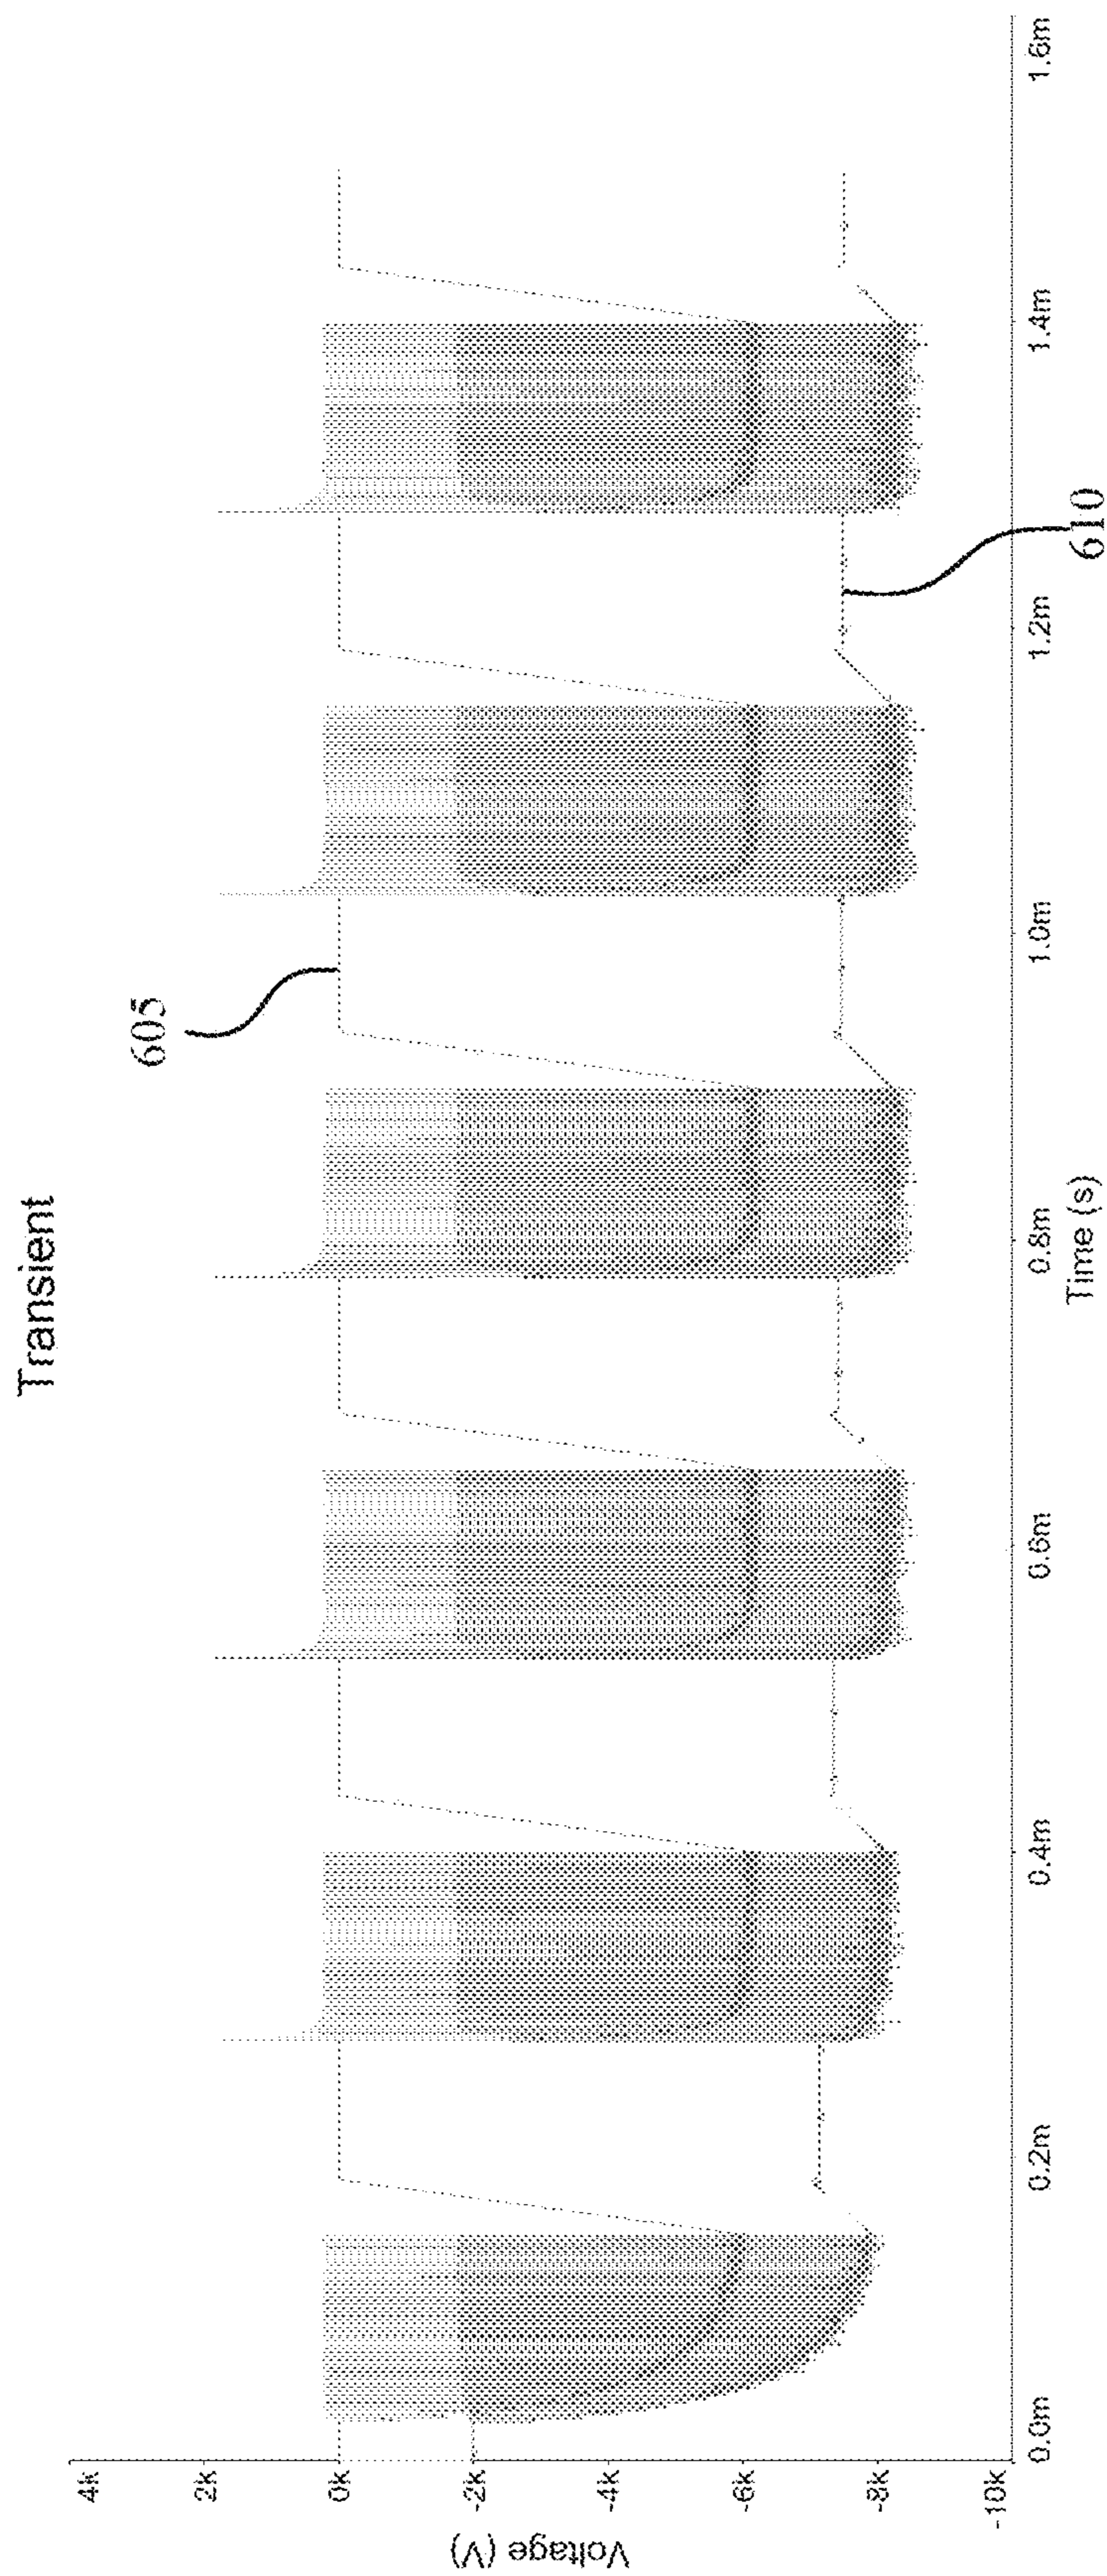 Transient
605
610
Voltage (V)
4k
2k
0k
-2k
-4k
-6k
-8k
-10k
0.0m
0.2m
0.4m
0.6m
0.8m
1.0m
1.2m
1.4m
1.6m
Time (s)